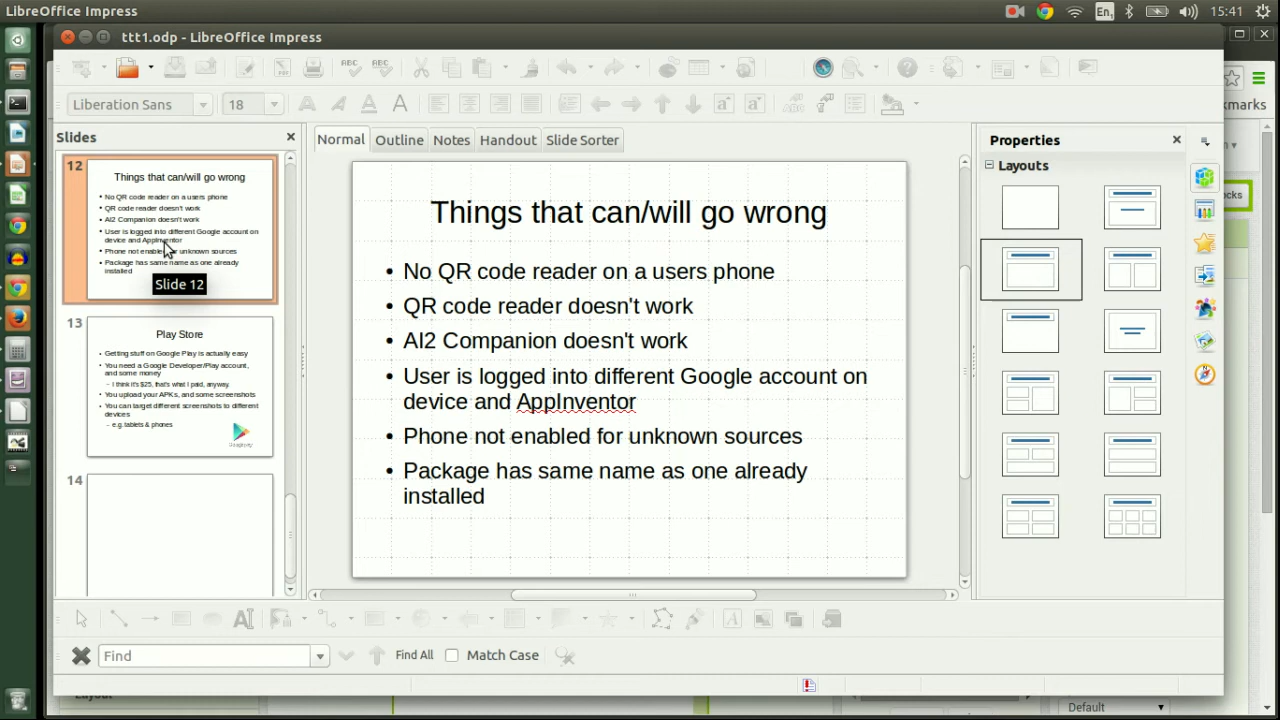 LibreOffice Impress
En
15:41
ttt1.odp - LibreOffice Impress
Liberation Sans
18
kmarks
Slides
Normal
Outline
Notes
Handout
Slide Sorter
Properties
Layouts
12
Things that can/will go wrong
• No QR code reader on a users phone
• QR code reader doesn't work
• AI2 Companion doesn't work
• User is logged into different Google account on
device and AppInventor
• Phone not enabled for unknown sources
• Package has same name as one already
installed
Slide 12
13
Play Store
• Getting stuff on Google Play is actually easy
• You need a Google Developer/Play account,
and some money
– I think it's $25, that's what I paid, anyway.
• You upload your APKs, and some screenshots
• You can target different screenshots to different
devices
– e.g. tablets & phones
14
Things that can/will go wrong
• No QR code reader on a users phone
• QR code reader doesn't work
• AI2 Companion doesn't work
• User is logged into different Google account on
device and AppInventor
• Phone not enabled for unknown sources
• Package has same name as one already
installed
ocks
Find
Find All
Match Case
Default